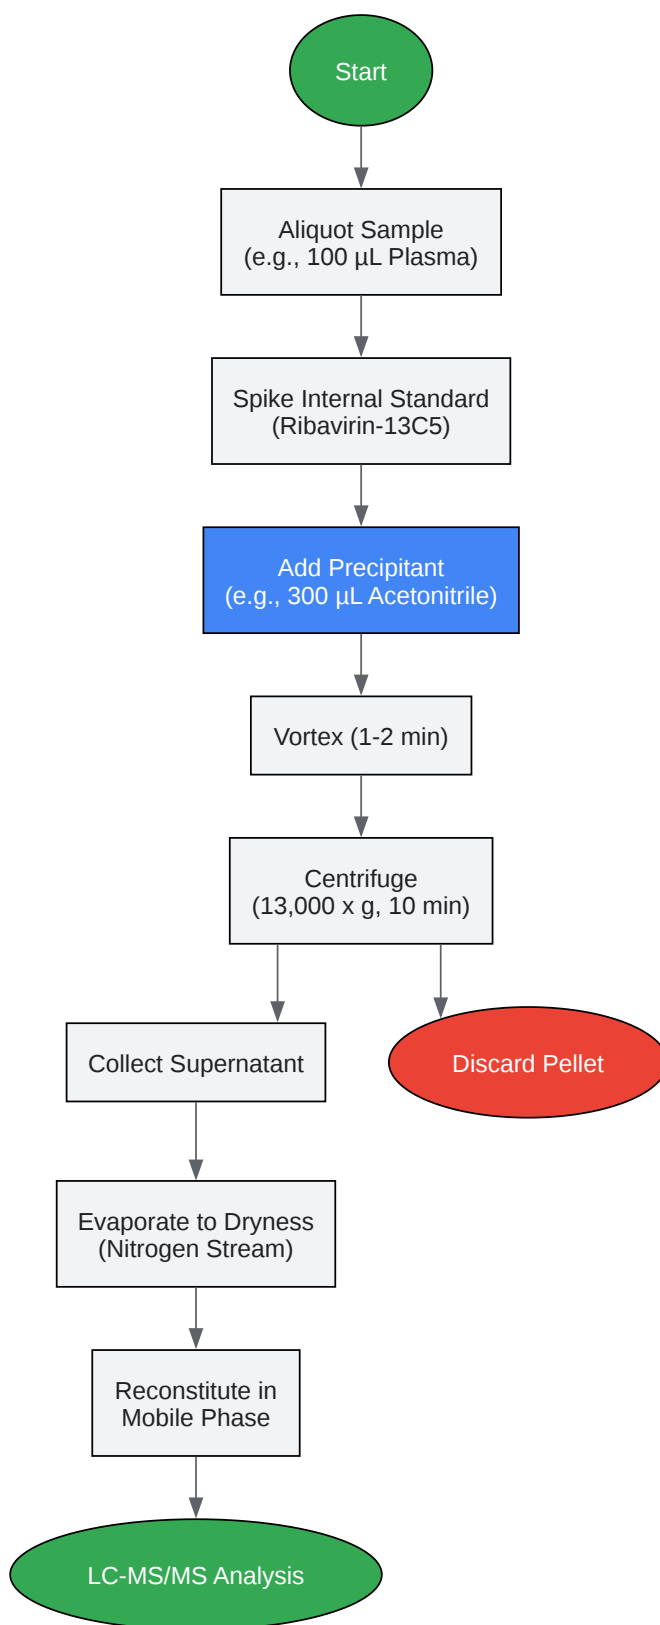 Start
Aliquot Sample
(e.g., 100 µL Plasma)
Spike Internal Standard
(Ribavirin-13C5)
Add Precipitant
(e.g., 300 µL Acetonitrile)
Vortex (1-2 min)
Centrifuge
(13,000 x g, 10 min)
Collect Supernatant
Discard Pellet
Evaporate to Dryness
(Nitrogen Stream)
Reconstitute in
Mobile Phase
LC-MS/MS Analysis